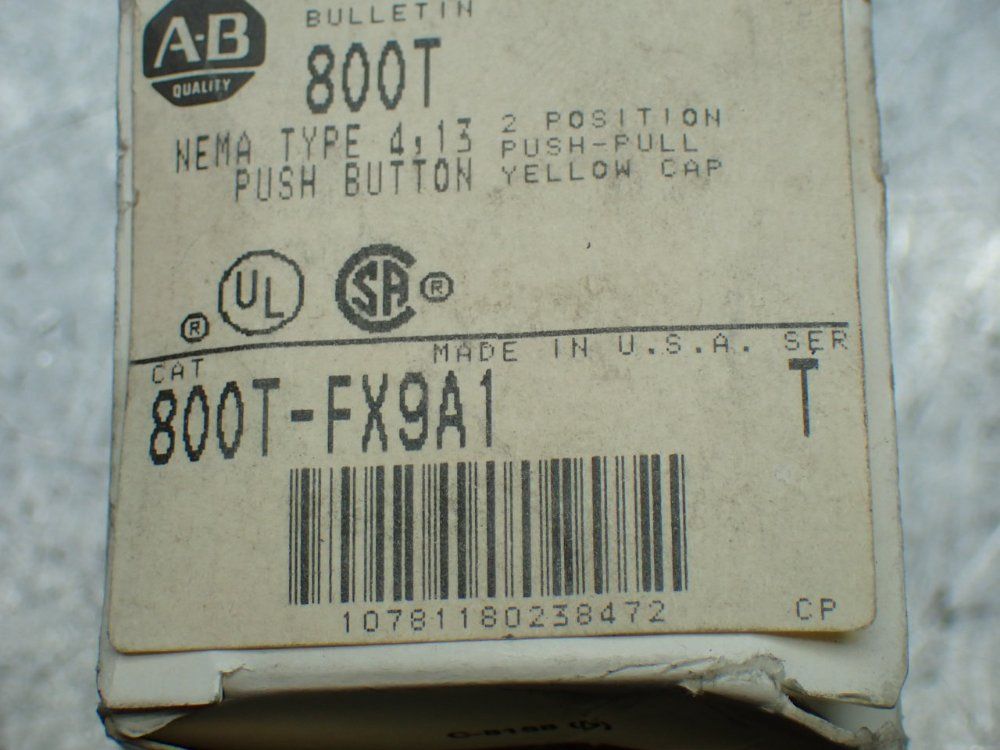 A-B
QUALITY
BULLETIN
800T
NEMA TYPE 4,13
PUSH BUTTON
2 POSITION
PUSH-PULL
YELLOW CAP
® UL SA ®
MADE IN U.S.A. SER
CAT
800T-FX9A1 T
10781180238472
CP